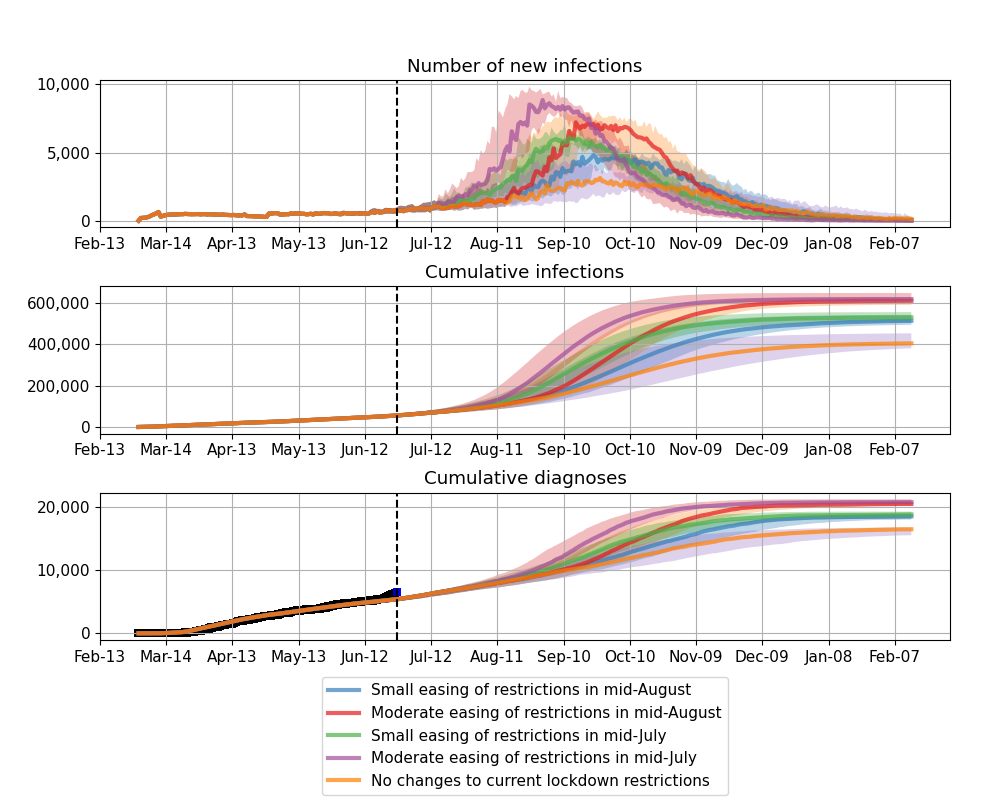 Number of new infections
10,000
5,000
0
Feb-13 Mar-14 Apr-13 May-13 Jun-12 Jul-12 Aug-11 Sep-10 Oct-10 Nov-09 Dec-09 Jan-08 Feb-07
Cumulative infections
600,000
400,000
200,000
0
Feb-13 Mar-14 Apr-13 May-13 Jun-12 Jul-12 Aug-11 Sep-10 Oct-10 Nov-09 Dec-09 Jan-08 Feb-07
Cumulative diagnoses
20,000
10,000
0
Feb-13 Mar-14 Apr-13 May-13 Jun-12 Jul-12 Aug-11 Sep-10 Oct-10 Nov-09 Dec-09 Jan-08 Feb-07
Small easing of restrictions in mid-August
Moderate easing of restrictions in mid-August
Small easing of restrictions in mid-July
Moderate easing of restrictions in mid-July
No changes to current lockdown restrictions